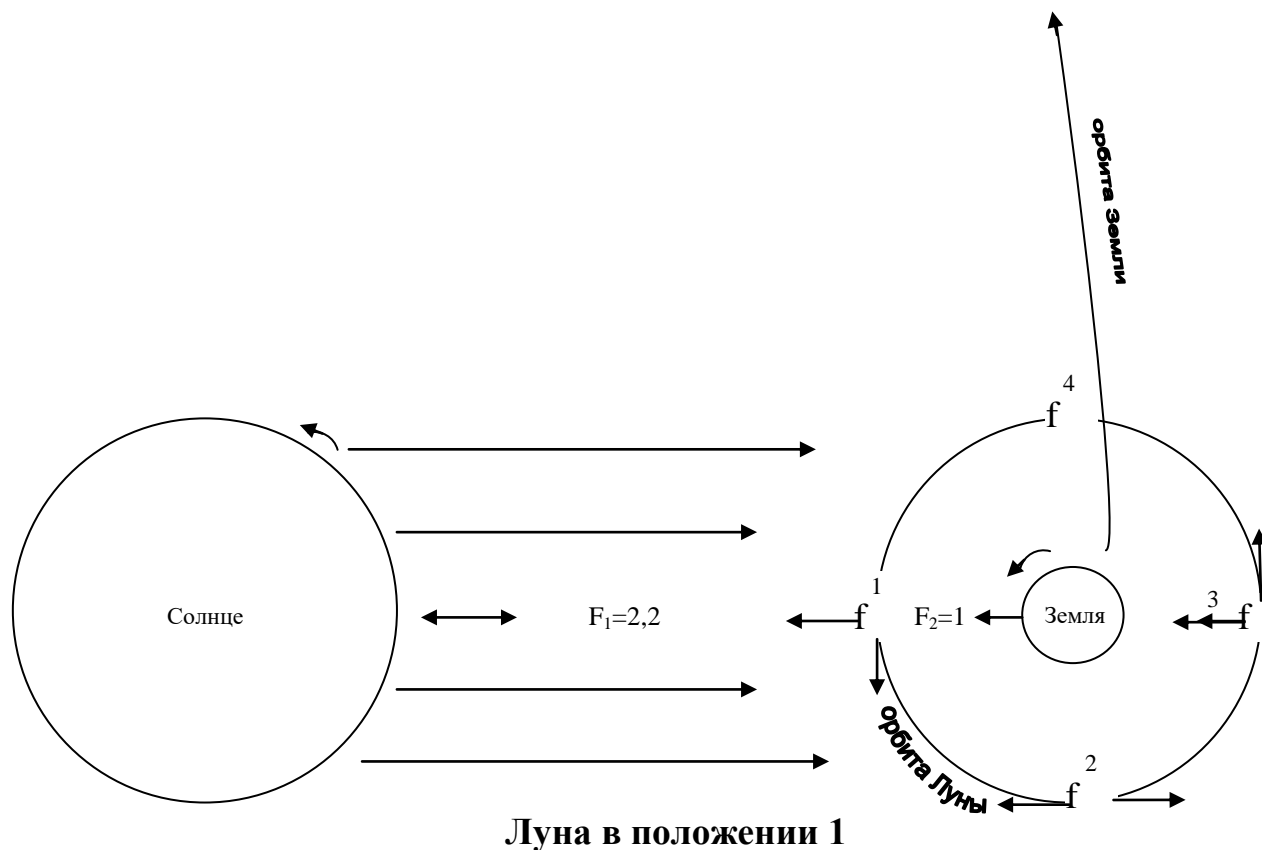 орбита Земли
4
f
Солнце
F₁=2,2
1
f
F₂=1
Земля
3
f
орбита Луны
2
f
Луна в положении 1